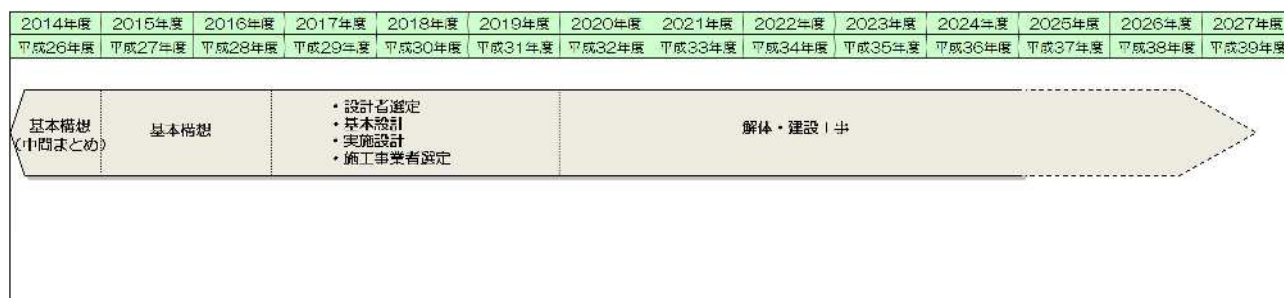 2014年度 2015年度 2016年度 2017年度 2018年度 2019年度 2020年度 2021年度 2022年度 2023年度 2024年度 2025年度 2026年度 2027年度
平成26年度 平成27年度 平成28年度 平成29年度 平成30年度 平成31年度 平成32年度 平成33年度 平成34年度 平成35年度 平成36年度 平成37年度 平成38年度 平成39年度
基本構想
(中間まとめ)
基本構想
・設計者選定
・基本設計
・実施設計
・施工事業者選定
解体・建設工事